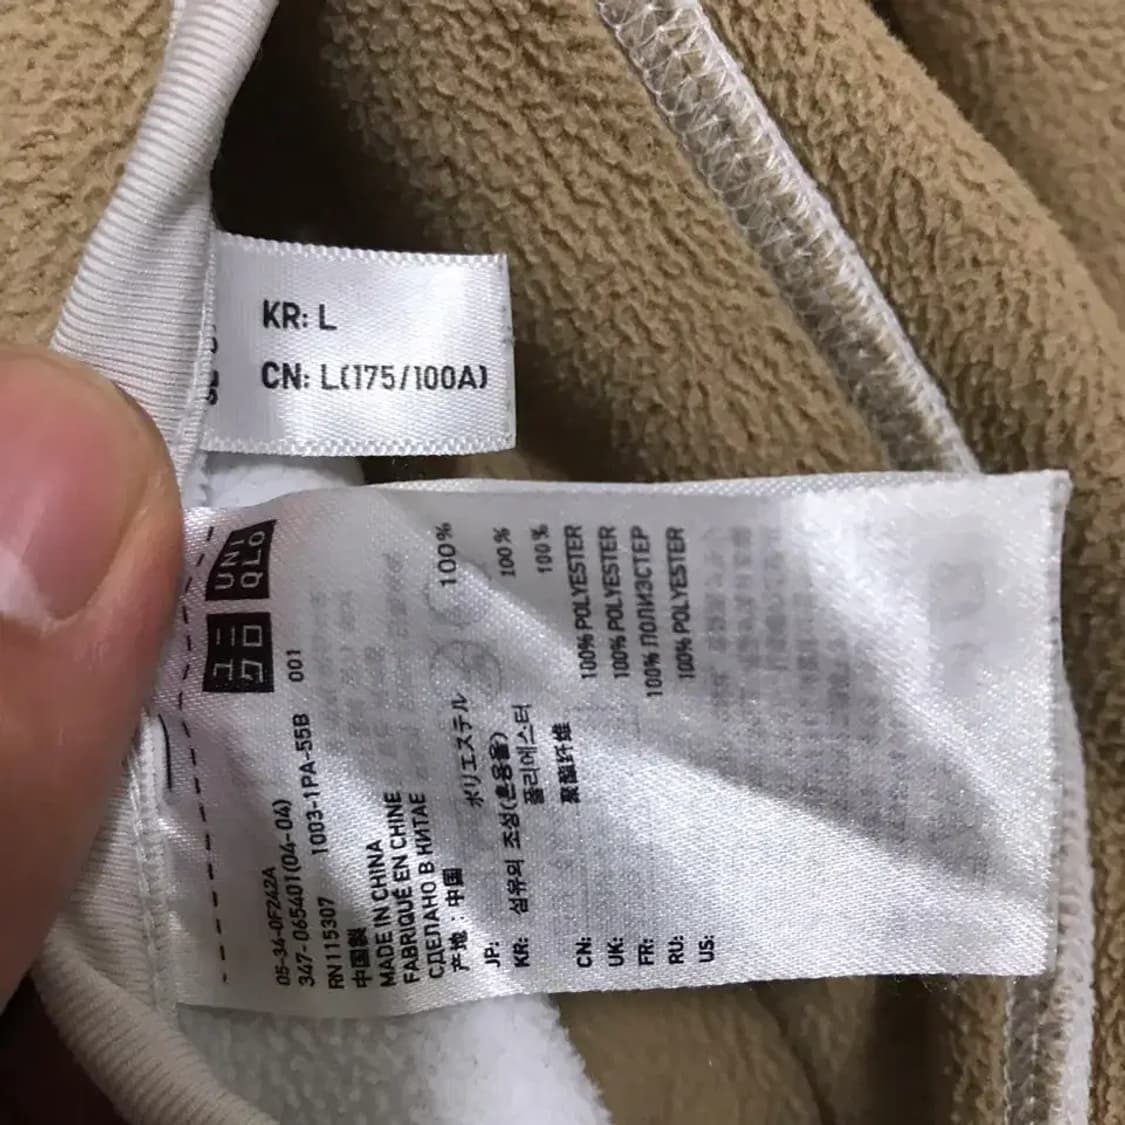 KR: L
CN: L(175/100A)
UNI
QLO
ユニ
クロ
001
05-34-0F242A
347-065401(04-04)
RN115307 1003-1PA-55B
中国製
MADE IN CHINA
FABRIQUÉ EN CHINE
СДЕЛАНО В КИТАЕ
产地：中国
JP: ポリエステル 100%
KR: 섬유의 조성(혼용율)
폴리에스터 100%
聚酯纤维 100%
CN:
UK: 100% POLYESTER
FR: 100% POLYESTER
RU: 100% ПОЛИЭСТЕР
US: 100% POLYESTER